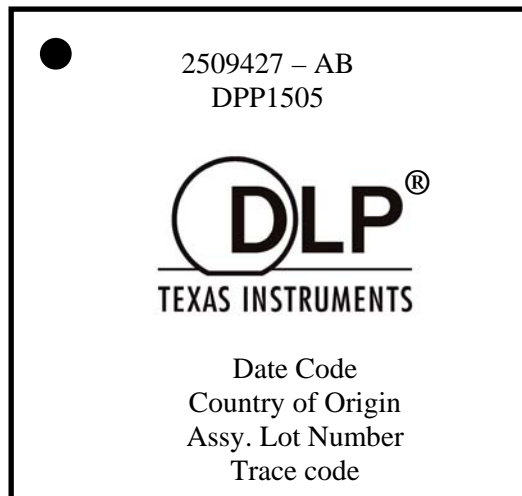 2509427 – AB
DPP1505
DLP®
TEXAS INSTRUMENTS
Date Code
Country of Origin
Assy. Lot Number
Trace code